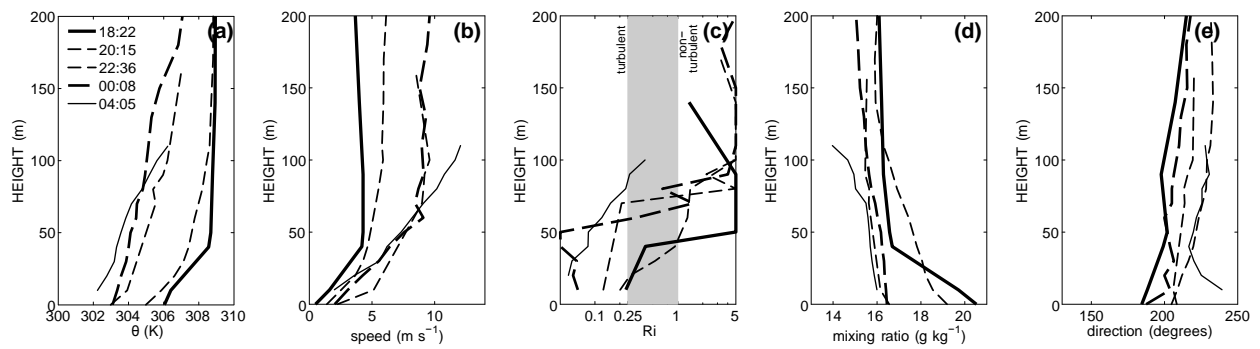 200
150
100
50
0
HEIGHT (m)
300 302 304 306 308 310
θ (K)
(a)
18:22
20:15
22:36
00:08
04:05
200
150
100
50
0
HEIGHT (m)
0 5 10
speed (m s⁻¹)
(b)
200
150
100
50
0
HEIGHT (m)
0.1 0.25 1 5
Ri
turbulent
non-
turbulent
(c)
200
150
100
50
0
HEIGHT (m)
14 16 18 20
mixing ratio (g kg⁻¹)
(d)
200
150
100
50
0
HEIGHT (m)
150 200 250
direction (degrees)
(e)